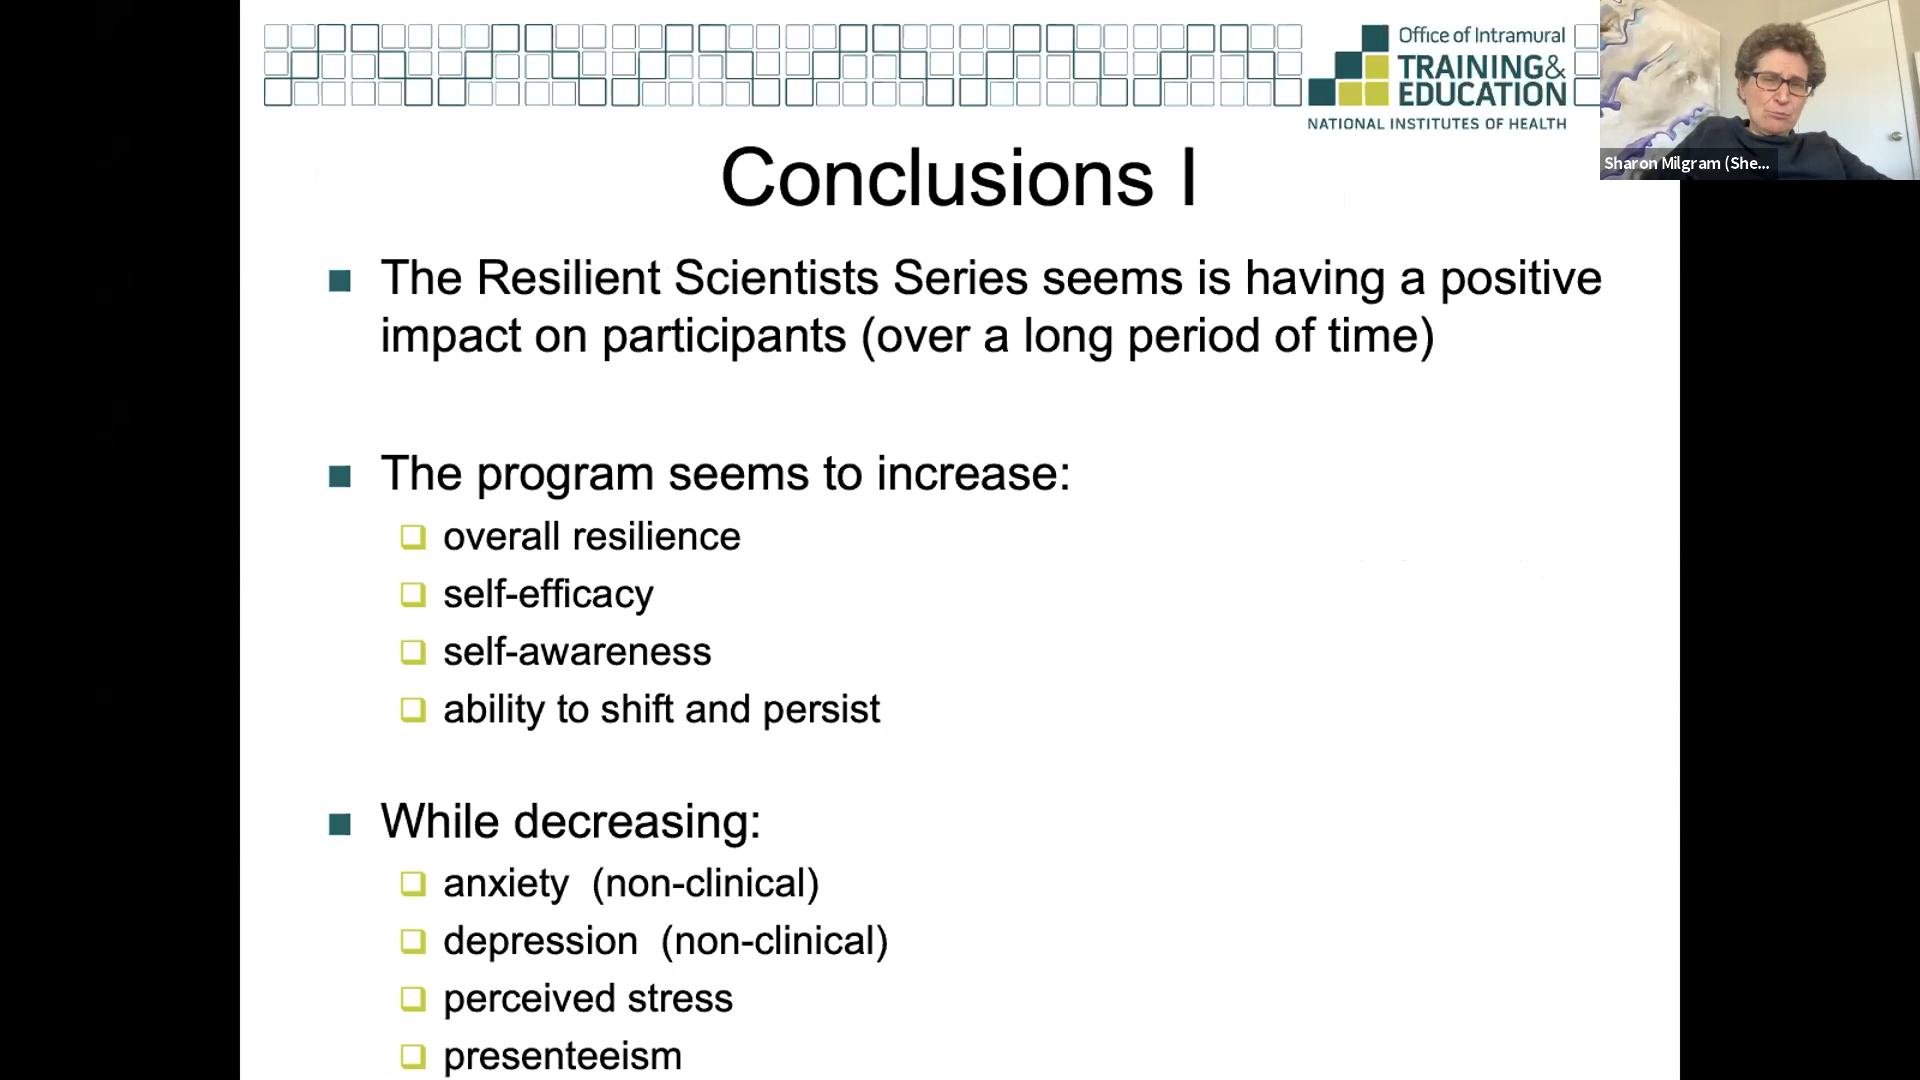 Office of Intramural
TRAINING&
EDUCATION
NATIONAL INSTITUTES OF HEALTH
Sharon Milgram (She...
Conclusions I
The Resilient Scientists Series seems is having a positive
impact on participants (over a long period of time)
The program seems to increase:
overall resilience
self-efficacy
self-awareness
ability to shift and persist
While decreasing:
anxiety (non-clinical)
depression (non-clinical)
perceived stress
presenteeism